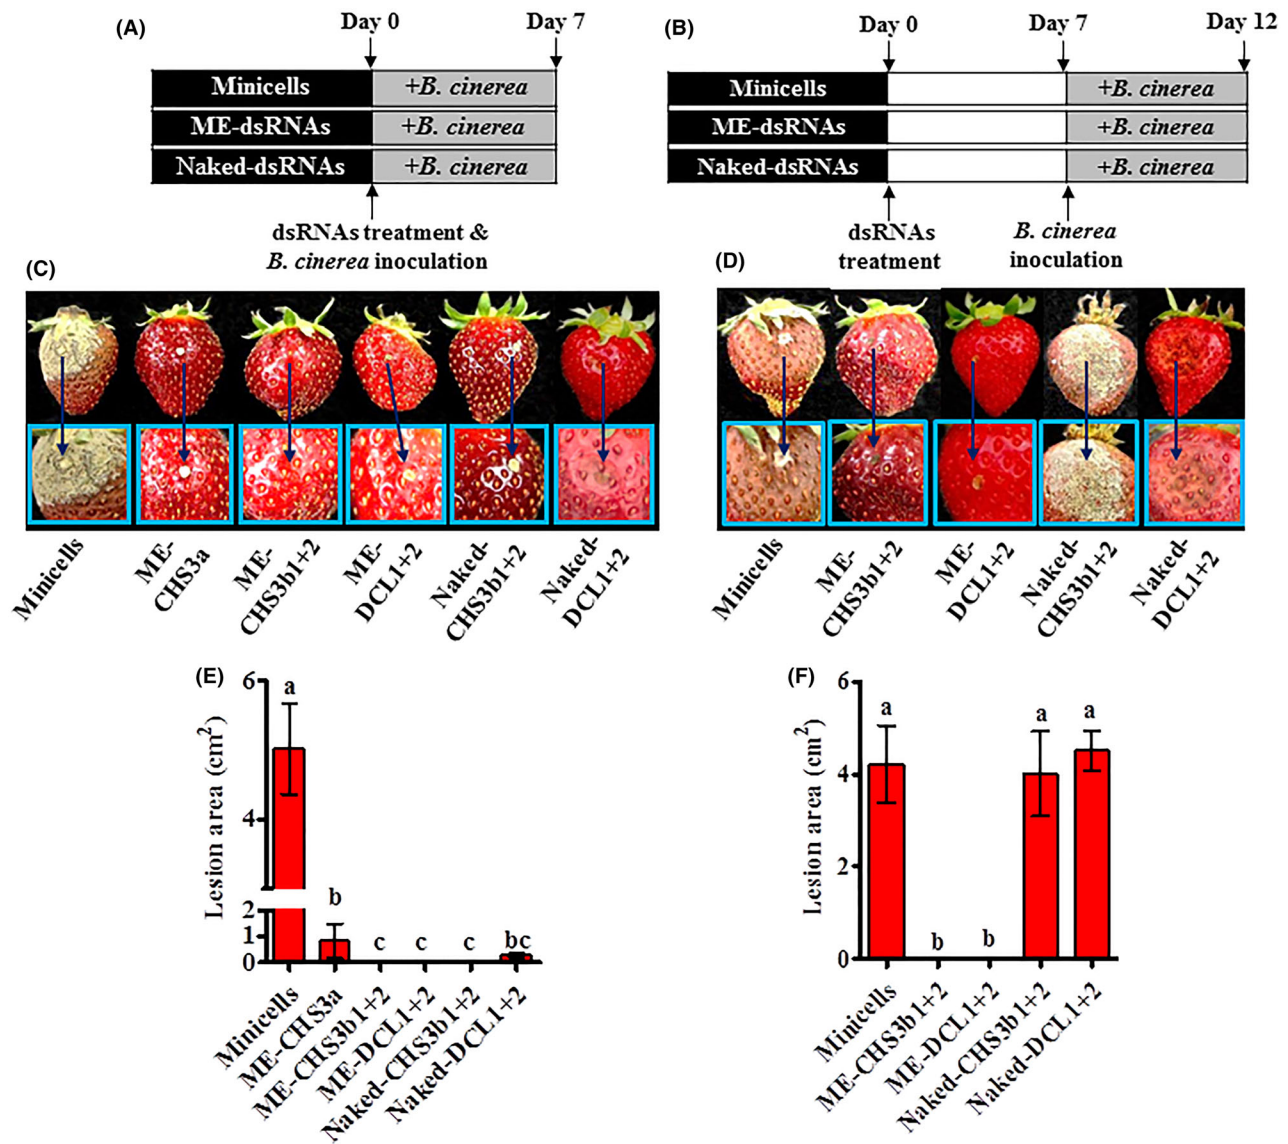 (A)
Day 0
Day 7
Minicells
+B. cinerea
ME-dsRNAs
+B. cinerea
Naked-dsRNAs
+B. cinerea
dsRNAs treatment &
B. cinerea inoculation
(B)
Day 0
Day 7
Day 12
Minicells
+B. cinerea
ME-dsRNAs
+B. cinerea
Naked-dsRNAs
+B. cinerea
dsRNAs
treatment
B. cinerea
inoculation
(C)
Minicells
ME-
CHS3a
ME-
CHS3b1+2
ME-
DCL1+2
Naked-
CHS3b1+2
Naked-
DCL1+2
(D)
Minicells
ME-
CHS3b1+2
ME-
DCL1+2
Naked-
CHS3b1+2
Naked-
DCL1+2
(E)
Lesion area (cm2)
6
4
2
1
0
a
b
c
c
c
bc
Minicells
ME-CHS3a
ME-CHS3b1+2
ME-DCL1+2
Naked-CHS3b1+2
Naked-DCL1+2
(F)
Lesion area (cm2)
6
4
2
0
a
b
b
a
a
Minicells
ME-CHS3b1+2
ME-DCL1+2
Naked-CHS3b1+2
Naked-DCL1+2